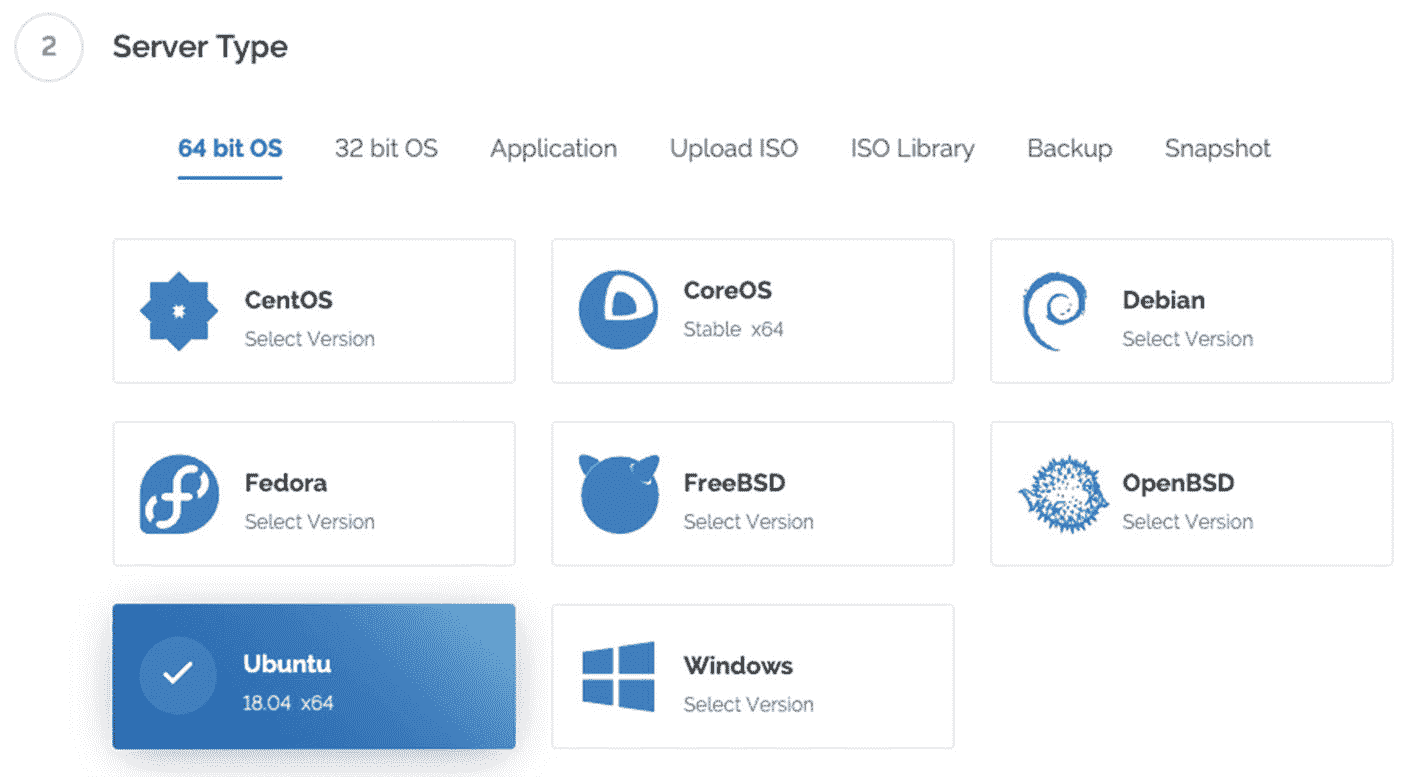 2
Server Type
64 bit OS
32 bit OS
Application
Upload ISO
ISO Library
Backup
Snapshot
CentOS
Select Version
CoreOS
Stable x64
Debian
Select Version
Fedora
Select Version
FreeBSD
Select Version
OpenBSD
Select Version
Ubuntu
18.04 x64
Windows
Select Version